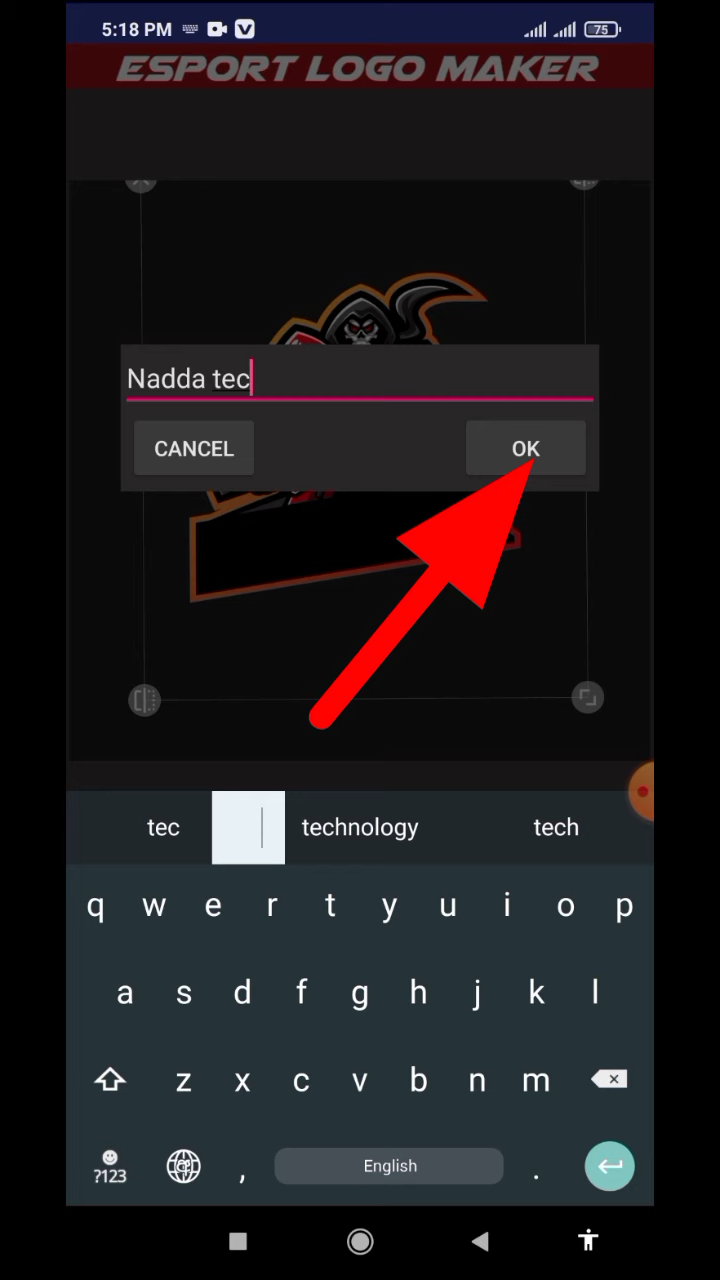 5:18 PM
75
ESPORT LOGO MAKER
Nadda tec
CANCEL
OK
tec technology tech
q w e r t y u i o p
a s d f g h j k l
z x c v b n m
?123 , English .